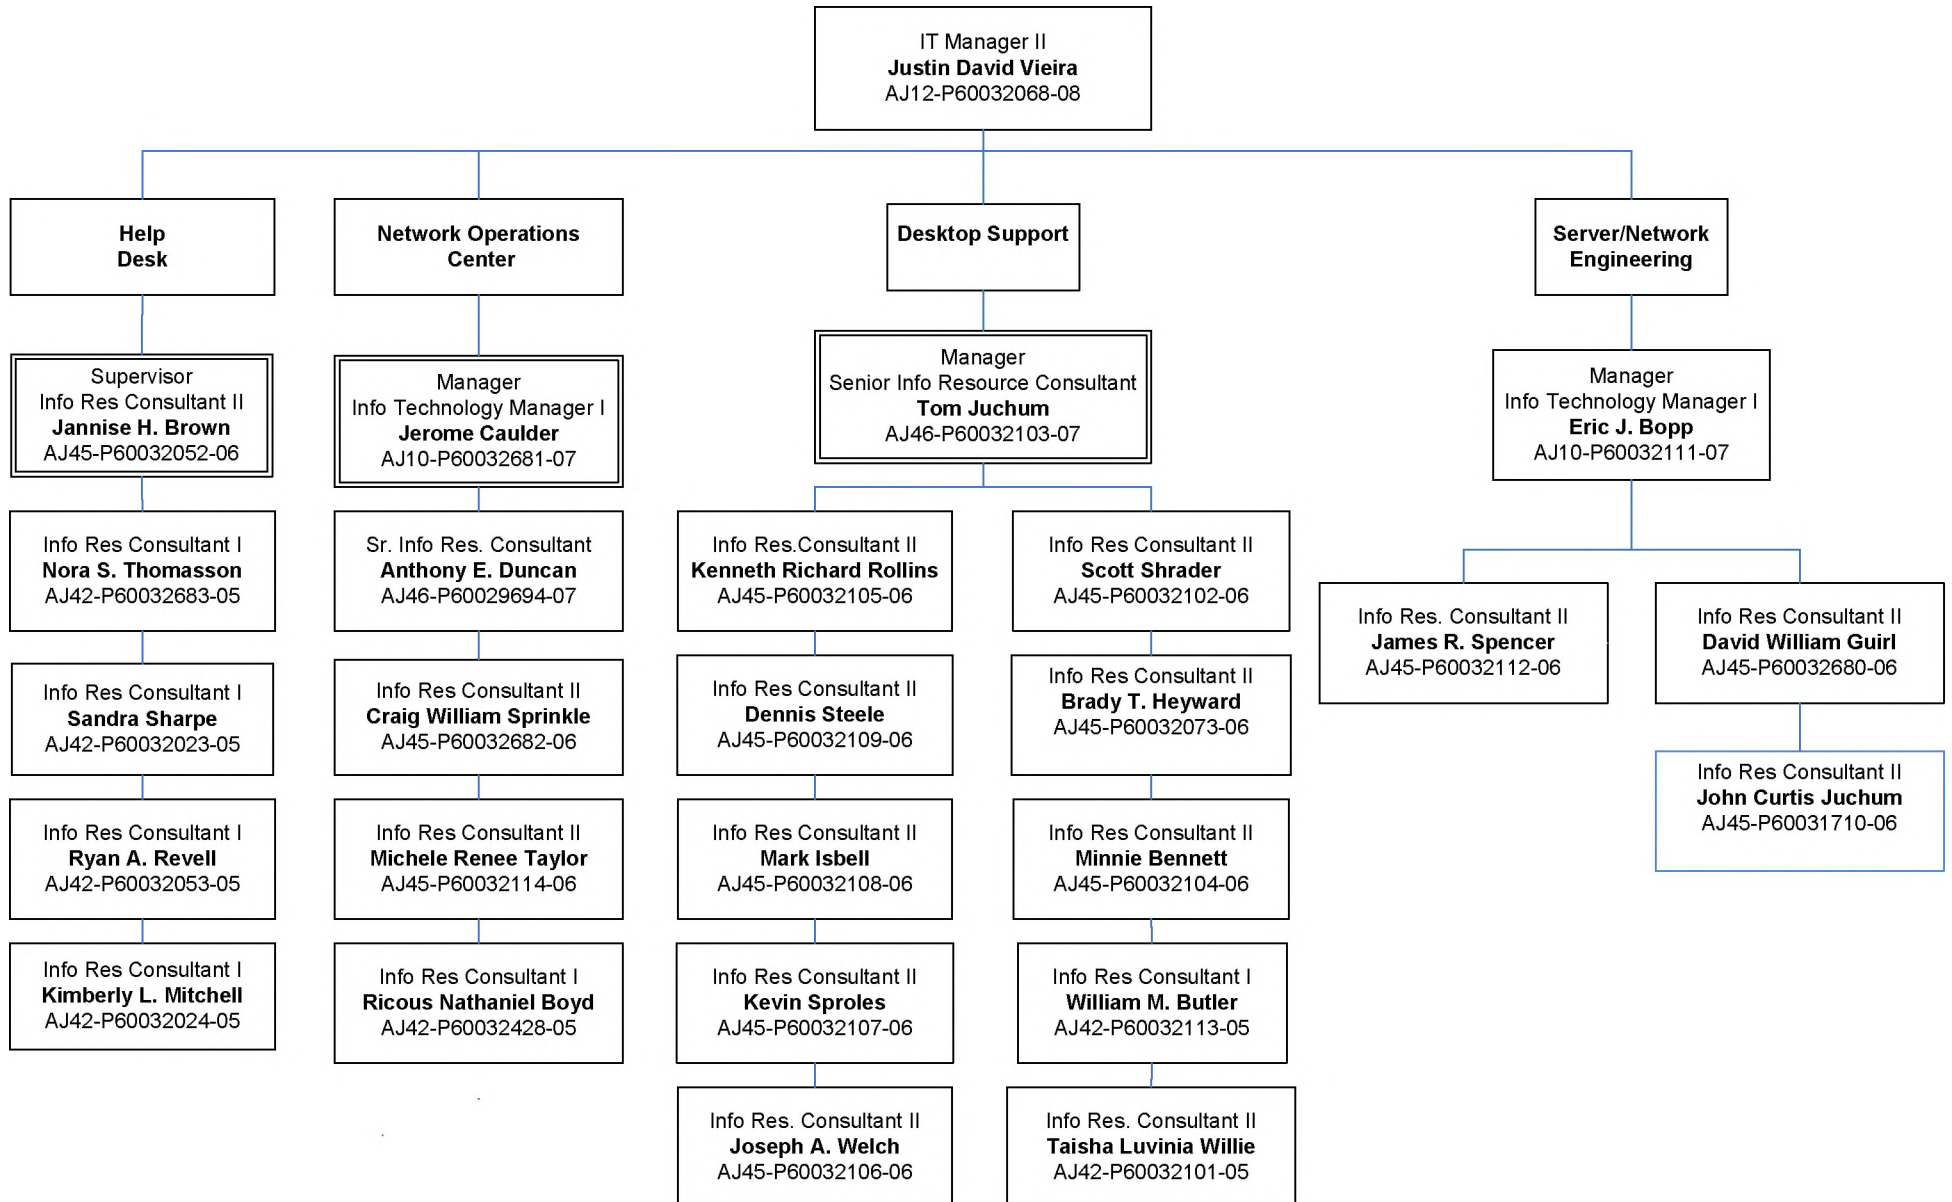 IT Manager II
Justin David Vieira
AJ12-P60032068-08
Help
Desk
Network Operations
Center
Desktop Support
Server/Network
Engineering
Supervisor
Info Res Consultant II
Jannise H. Brown
AJ45-P60032052-06
Manager
Info Technology Manager I
Jerome Caulder
AJ10-P60032681-07
Manager
Senior Info Resource Consultant
Tom Juchum
AJ46-P60032103-07
Manager
Info Technology Manager I
Eric J. Bopp
AJ10-P60032111-07
Info Res Consultant I
Nora S. Thomasson
AJ42-P60032683-05
Sr. Info Res. Consultant
Anthony E. Duncan
AJ46-P60029694-07
Info Res.Consultant II
Kenneth Richard Rollins
AJ45-P60032105-06
Info Res Consultant II
Scott Shrader
AJ45-P60032102-06
Info Res. Consultant II
James R. Spencer
AJ45-P60032112-06
Info Res Consultant II
David William Guirl
AJ45-P60032680-06
Info Res Consultant I
Sandra Sharpe
AJ42-P60032023-05
Info Res Consultant II
Craig William Sprinkle
AJ45-P60032682-06
Info Res Consultant II
Dennis Steele
AJ45-P60032109-06
Info Res Consultant II
Brady T. Heyward
AJ45-P60032073-06
Info Res Consultant II
John Curtis Juchum
AJ45-P60031710-06
Info Res Consultant I
Ryan A. Revell
AJ42-P60032053-05
Info Res Consultant II
Michele Renee Taylor
AJ45-P60032114-06
Info Res Consultant II
Mark Isbell
AJ45-P60032108-06
Info Res Consultant II
Minnie Bennett
AJ45-P60032104-06
Info Res Consultant I
Kimberly L. Mitchell
AJ42-P60032024-05
Info Res Consultant I
Ricous Nathaniel Boyd
AJ42-P60032428-05
Info Res Consultant II
Kevin Sproles
AJ45-P60032107-06
Info Res Consultant I
William M. Butler
AJ42-P60032113-05
Info Res. Consultant II
Joseph A. Welch
AJ45-P60032106-06
Info Res. Consultant II
Taisha Luvinia Willie
AJ42-P60032101-05